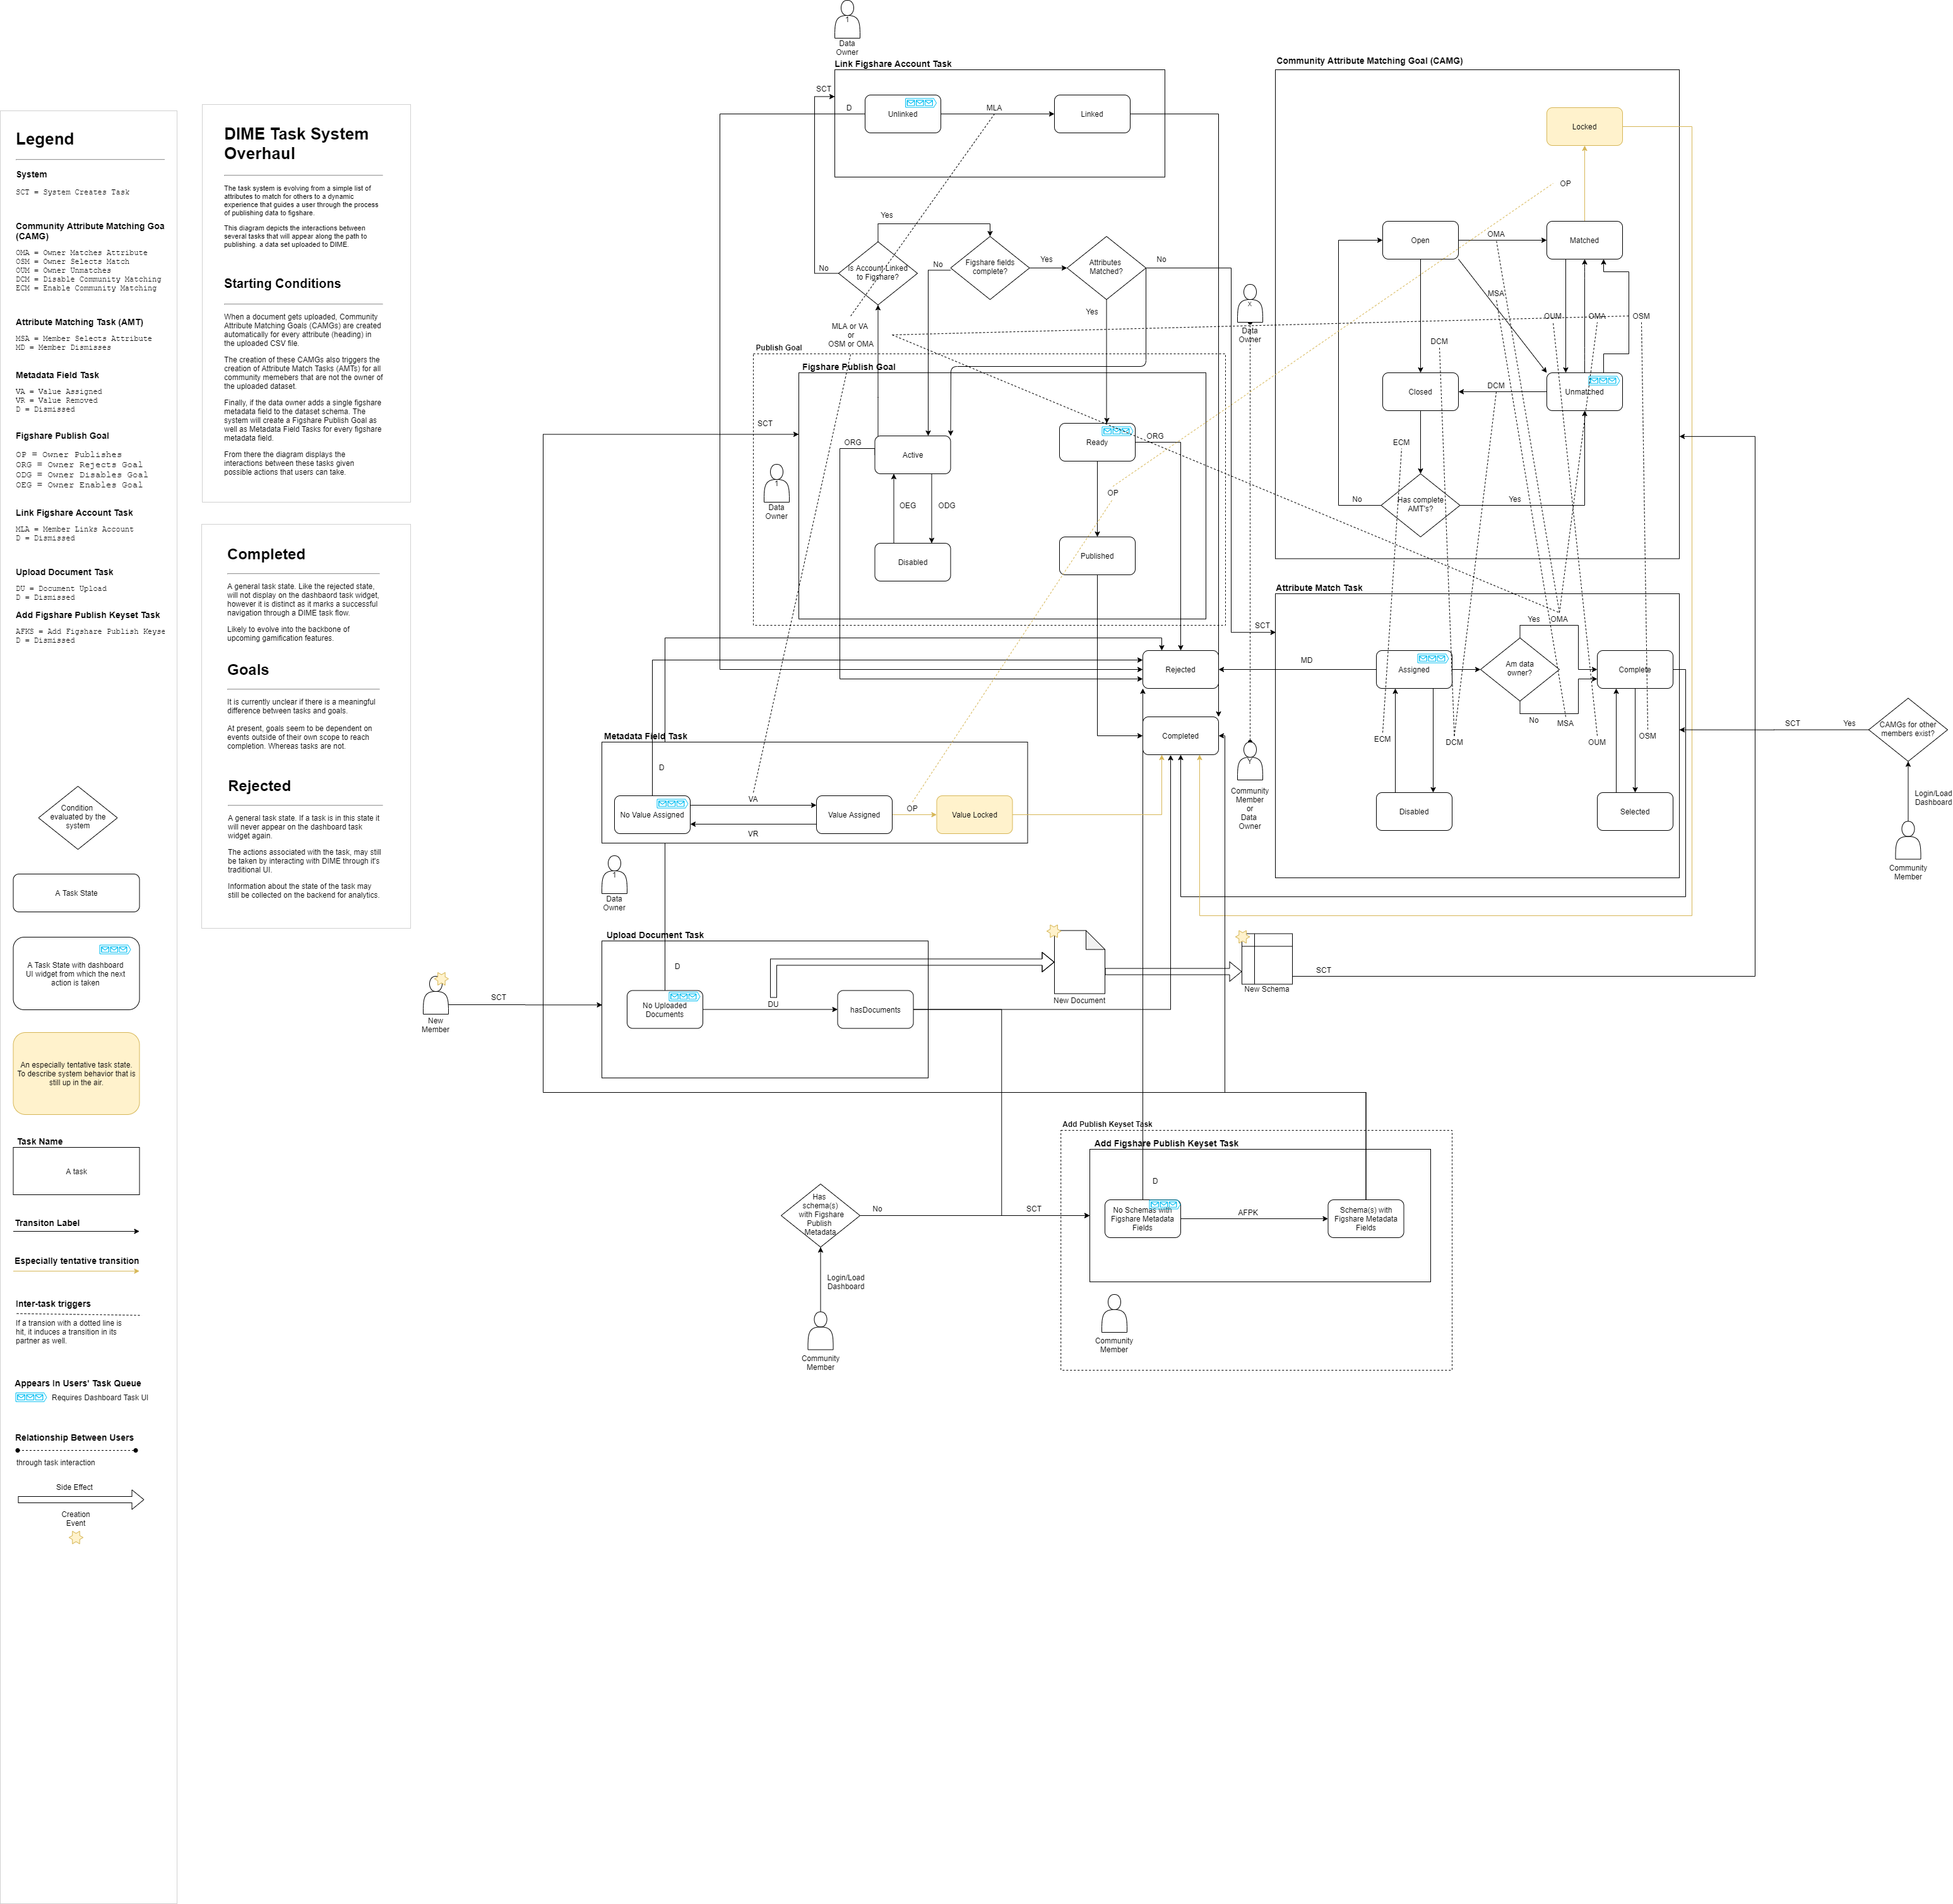 Legend
System
SCT = System Creates Task
Community Attribute Matching Goa
(CAMG)
OMA = Owner Matches Attribute
OSM = Owner Selects Match
OUM = Owner Unmatches
DCM = Disable Community Matching
ECM = Enable Community Matching
Attribute Matching Task (AMT)
MSA = Member Selects Attribute
MD = Member Dismisses
Metadata Field Task
VA = Value Assigned
VR = Value Removed
D = Dismissed
Figshare Publish Goal
OP = Owner Publishes
ORG = Owner Rejects Goal
ODG = Owner Disables Goal
OEG = Owner Enables Goal
Link Figshare Account Task
MLA = Member Links Account
D = Dismissed
Upload Document Task
DU = Document Upload
D = Dismissed
Add Figshare Publish Keyset Task
AFKS = Add Figshare Publish Keyse
D = Dismissed
Condition
evaluated by the
system
A Task State
A Task State with dashboard
UI widget from which the next
action is taken
An especially tentative task state.
To describe system behavior that is
still up in the air.
Task Name
A task
Transiton Label
Especially tentative transition
Inter-task triggers
If a transion with a dotted line is
hit, it induces a transition in its
partner as well.
Appears In Users' Task Queue
Requires Dashboard Task UI
Relationship Between Users
through task interaction
Side Effect
Creation
Event
DIME Task System
Overhaul
The task system is evolving from a simple list of
attributes to match for others to a dynamic
experience that guides a user through the process
of publishing data to figshare.
This diagram depicts the interactions between
several tasks that will appear along the path to
publishing. a data set uploaded to DIME.
Starting Conditions
When a document gets uploaded, Community
Attribute Matching Goals (CAMGs) are created
automatically for every attribute (heading) in
the uploaded CSV file.
The creation of these CAMGs also triggers the
creation of Attribute Match Tasks (AMTs) for all
community memebers that are not the owner of
the uploaded dataset.
Finally, if the data owner adds a single figshare
metadata field to the dataset schema. The
system will create a Figshare Publish Goal as
well as Metadata Field Tasks for every figshare
metadata field.
From there the diagram displays the
interactions between these tasks given
possible actions that users can take.
Completed
A general task state. Like the rejected state,
will not display on the dashbaord task widget,
however it is distinct as it marks a successful
navigation through a DIME task flow.
Likely to evolve into the backbone of
upcoming gamification features.
Goals
It is currently unclear if there is a meaningful
difference between tasks and goals.
At present, goals seem to be dependent on
events outside of their own scope to reach
completion. Whereas tasks are not.
Rejected
A general task state. If a task is in this state it
will never appear on the dashboard task
widget again.
The actions associated with the task, may still
be taken by interacting with DIME through it's
traditional UI.
Information about the state of the task may
still be collected on the backend for analytics.
1
Data
Owner
Link Figshare Account Task
SCT
D
Unlinked
MLA
Linked
Yes
No
Is Account Linked
to Figshare?
No
Figshare fields
complete?
Yes
Attributes
Matched?
No
Yes
MLA or VA
or
OSM or OMA
Publish Goal
Figshare Publish Goal
SCT
1
Data
Owner
ORG
Active
OEG
ODG
Disabled
Ready
ORG
OP
Published
X
Data
Owner
Community Attribute Matching Goal (CAMG)
Locked
OP
Open
OMA
Matched
MSA
OUM
OMA
OSM
DCM
Closed
DCM
Unmatched
ECM
No
Has complete
AMT's?
Yes
Attribute Match Task
SCT
Rejected
MD
Assigned
Yes
OMA
Am data
owner?
Complete
No
MSA
ECM
DCM
OUM
OSM
Disabled
Selected
Completed
Y
Community
Member
or
Data
Owner
SCT
Yes
CAMGs for other
members exist?
Login/Load
Dashboard
Community
Member
Metadata Field Task
D
No Value Assigned
VA
VR
Value Assigned
OP
Value Locked
1
Data
Owner
Upload Document Task
D
New
Member
SCT
No Uploaded
Documents
DU
hasDocuments
New Document
New Schema
SCT
Add Publish Keyset Task
Add Figshare Publish Keyset Task
D
No Schemas with
Figshare Metadata
Fields
AFPK
Schema(s) with
Figshare Metadata
Fields
Has
schema(s)
with Figshare
Publish
Metadata
No
SCT
Login/Load
Dashboard
Community
Member
Community
Member